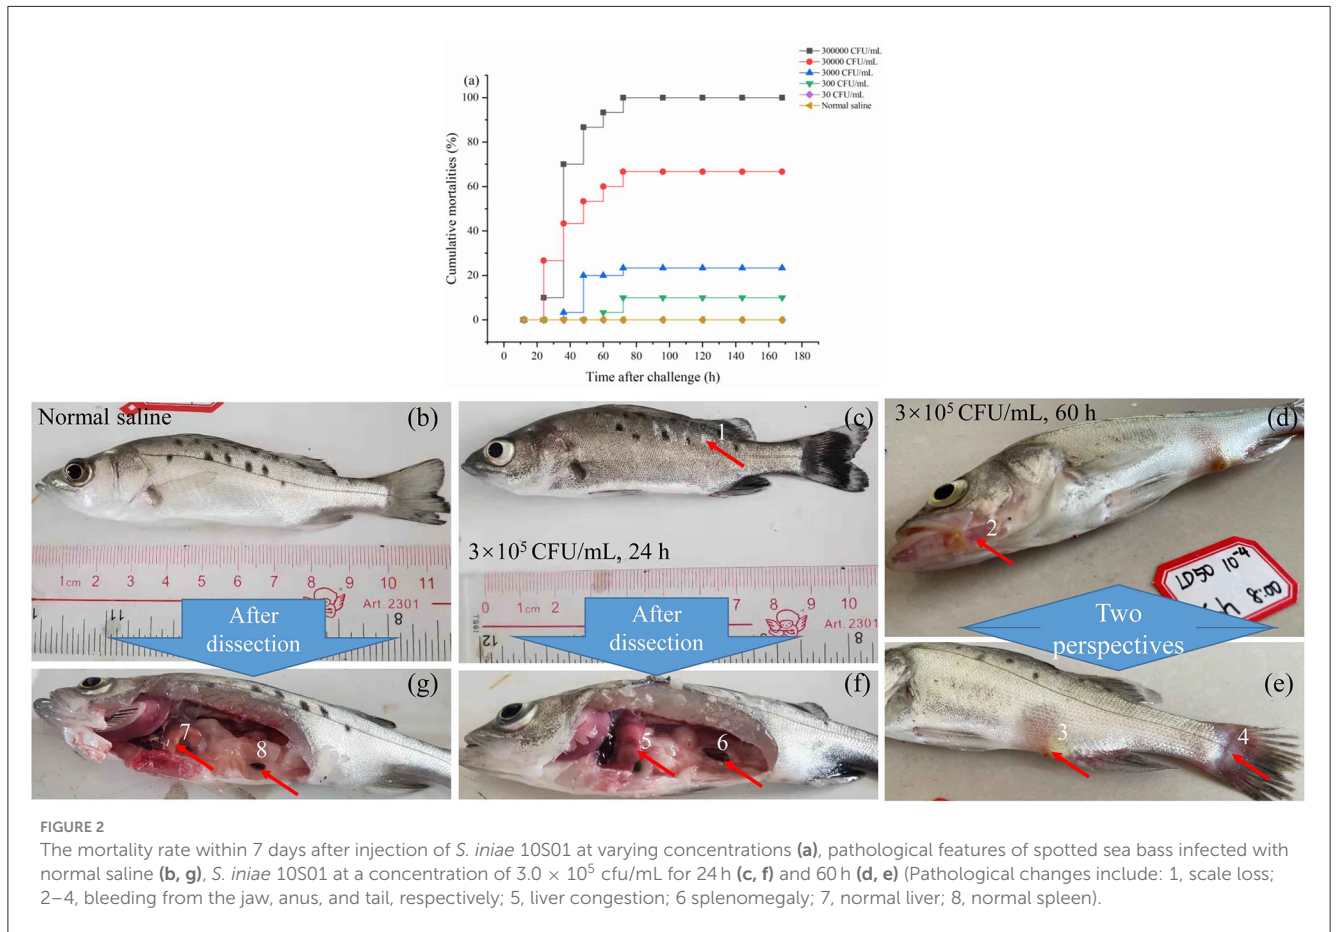 (a)
300000 CFU/mL
30000 CFU/mL
3000 CFU/mL
300 CFU/mL
30 CFU/mL
Normal saline
Cumulative mortalities (%)
100
80
60
40
20
0
0 20 40 60 80 100 120 140 160 180
Time after challenge (h)
Normal saline
(b)
1cm 2 3 4 5 6 7 8 9 10 11
Art. 2301
11
8
After
dissection
(c)
1
3×10⁵ CFU/mL, 24 h
0 1cm 2 7 8 9 10
Art. 2301
12
8
After
dissection
3×10⁵ CFU/mL, 60 h
(d)
2
LD50 10⁻⁴
8:00
Two
perspectives
(g)
7
8
(f)
5
6
(e)
3
4
FIGURE 2
The mortality rate within 7 days after injection of S. iniae 10S01 at varying concentrations (a), pathological features of spotted sea bass infected with
normal saline (b, g), S. iniae 10S01 at a concentration of 3.0 × 10⁵ cfu/mL for 24 h (c, f) and 60 h (d, e) (Pathological changes include: 1, scale loss;
2–4, bleeding from the jaw, anus, and tail, respectively; 5, liver congestion; 6 splenomegaly; 7, normal liver; 8, normal spleen).